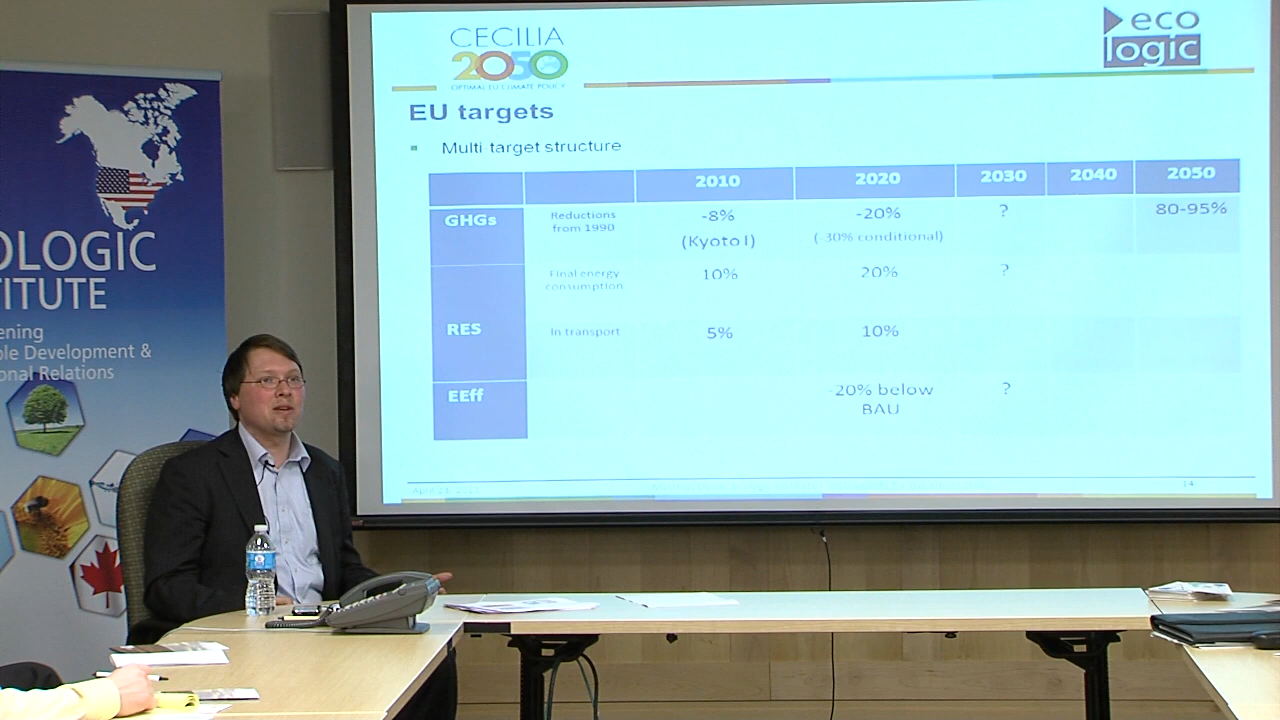 CECILIA
2050
OPTIMAL EU CLIMATE POLICY
eco
logic
EU targets
Multi target structure
2010 2020 2030 2040 2050
GHGs Reductions from 1990 -8% (Kyoto I) -20% (-30% conditional) ? 80-95%
RES Final energy consumption 10% 20% ?
In transport 5% 10%
EEff -20% below BAU ?
14
OLOGIC
TITUTE
ening
ble Development &
onal Relations